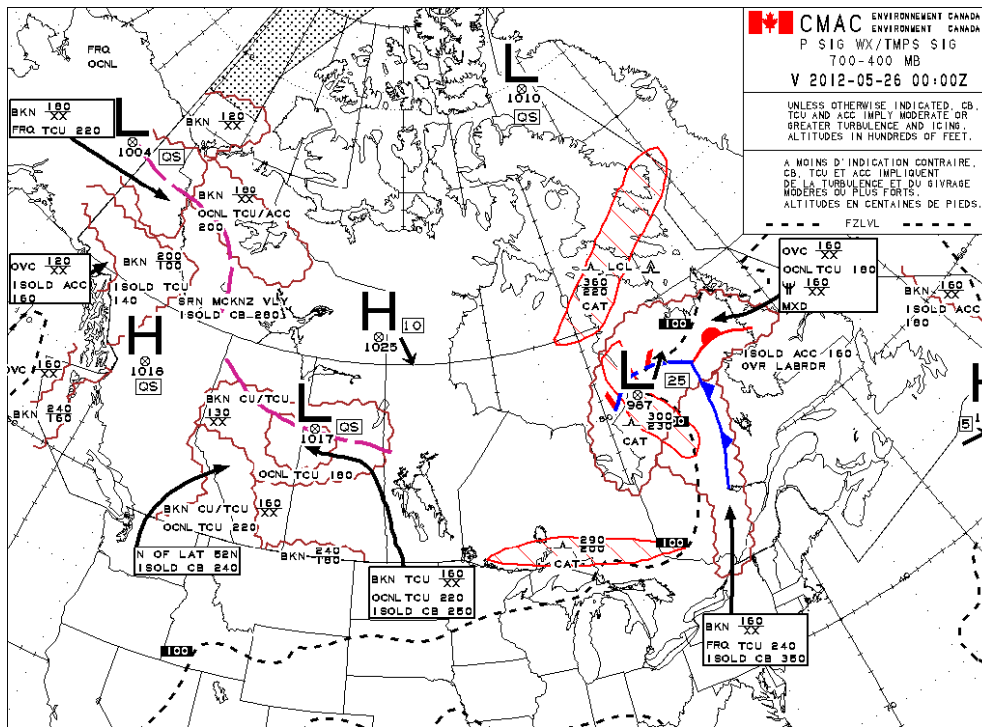 CMAC ENVIRONNEMENT CANADA
ENVIRONMENT CANADA
P SIG WX/TMPS SIG
700-400 MB
V 2012-05-26 00:00Z
UNLESS OTHERWISE INDICATED, CB,
TCU AND ACC IMPLY MODERATE OR
GREATER TURBULENCE AND ICING.
ALTITUDES IN HUNDREDS OF FEET.
A MOINS D'INDICATION CONTRAIRE,
CB, TCU ET ACC IMPLIQUENT
DE LA TURBULENCE ET DU GIVRAGE
MODERES OU PLUS FORTS.
ALTITUDES EN CENTAINES DE PIEDS.
FZLVL
FRQ
OCNL
BKN 180
XX
FRQ TCU 220
L
1004
QS
BKN 120
XX
L
1010
QS
BKN 180
XX
OCNL TCU/ACC
200
OVC 120
XX
ISOLD ACC
160
BKN 200
100
ISOLD TCU
140
SRN MCKNZ VLY
ISOLD CB 280
H
1018
QS
H
1025
10
LCL
360
220
CAT
OVC 160
XX
OCNL TCU 180
160
XX
MXD
BKN 160
XX
ISOLD ACC
180
100
ISOLD ACC 160
OVR LABRDR
L
987
25
300
230
CAT
H
5
OVC 160
XX
BKN 240
160
BKN CU/TCU
130
XX
L
1017
QS
OCNL TCU 180
BKN CU/TCU 160
XX
OCNL TCU 220
N OF LAT 52N
ISOLD CB 240
BKN 240
180
BKN TCU 160
XX
OCNL TCU 220
ISOLD CB 250
290
200
CAT
100
100
BKN 160
XX
FRQ TCU 240
ISOLD CB 350